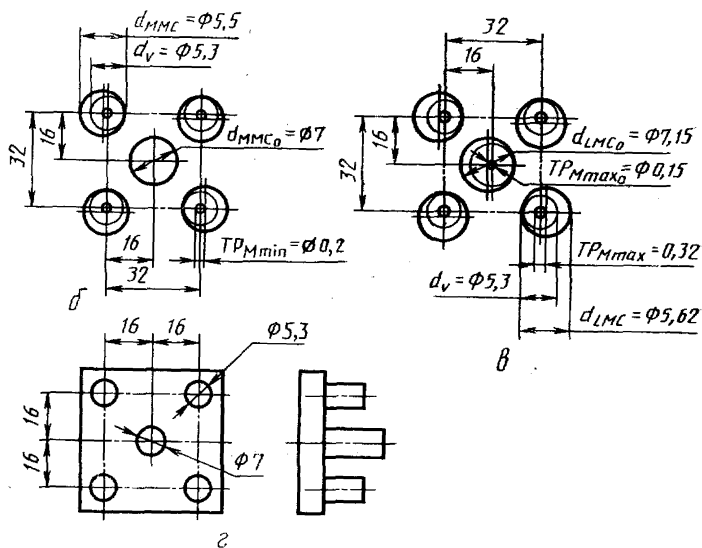 d_MMC = Φ5,5
d_v = Φ5,3
16
32
d_MMC₀ = Φ7
16
TP_Mmin = Ø0,2
32
б
32
16
16
32
d_LMC₀ = Φ7,15
TP_Mmax₀ = Φ0,15
TP_Mmax = 0,32
d_v = Φ5,3
d_LMC = Φ5,62
в
16 16
Φ5,3
16
16
Φ7
г